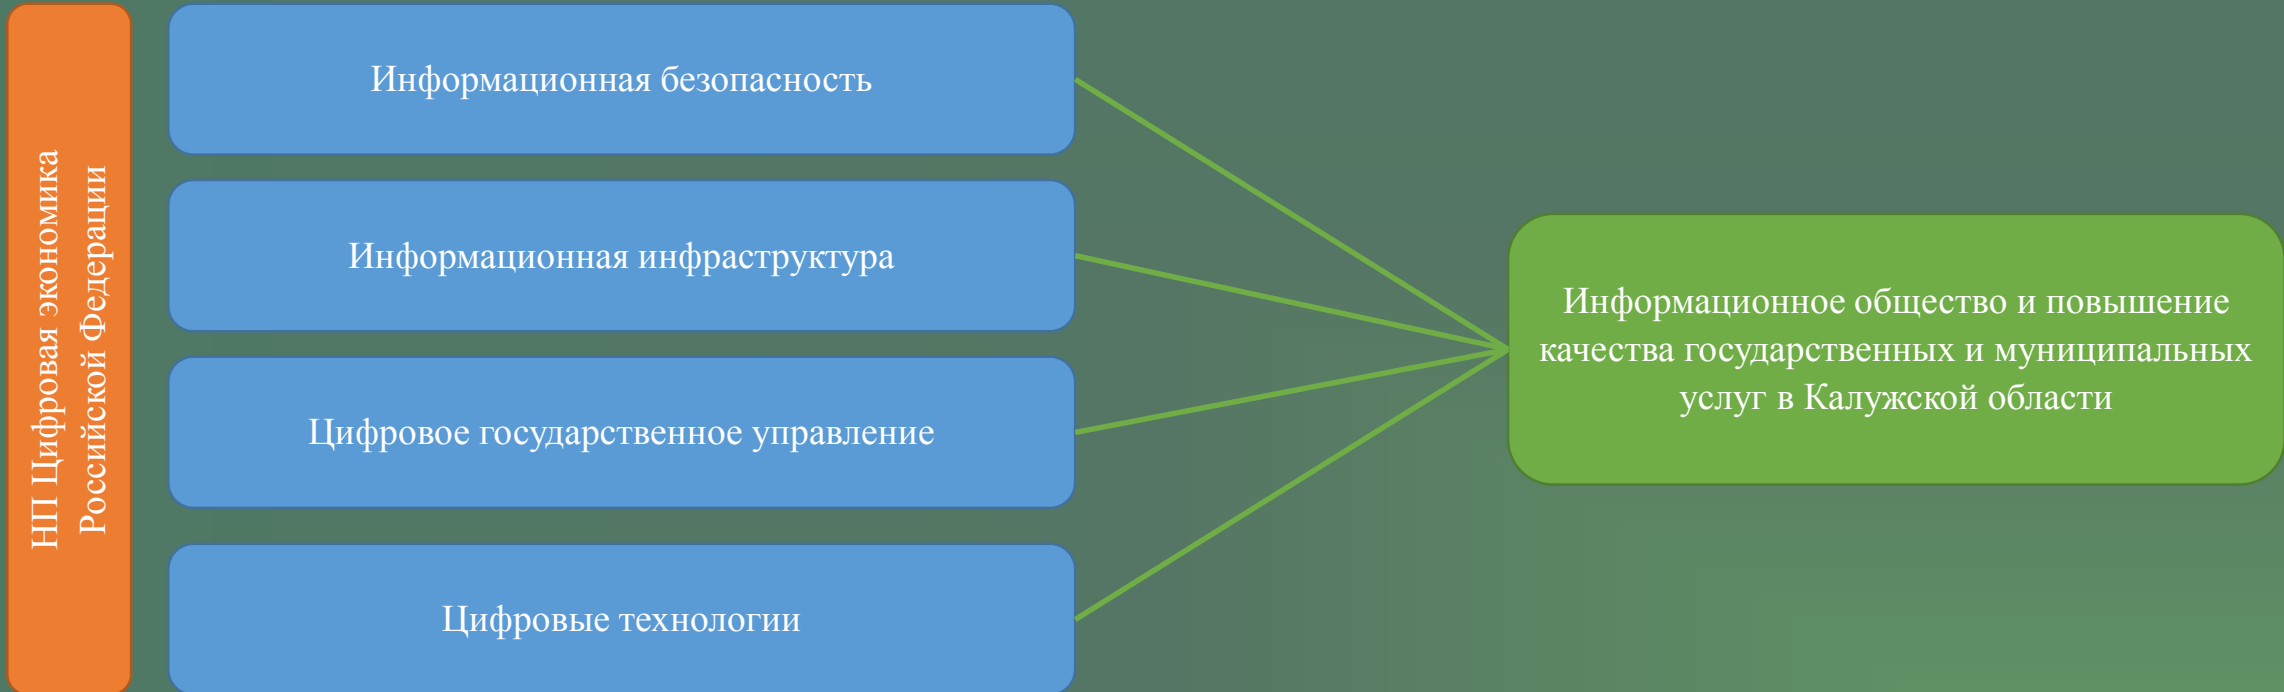 НП Цифровая экономика
Российской Федерации
Информационная безопасность
Информационная инфраструктура
Цифровое государственное управление
Цифровые технологии
Информационное общество и повышение
качества государственных и муниципальных
услуг в Калужской области